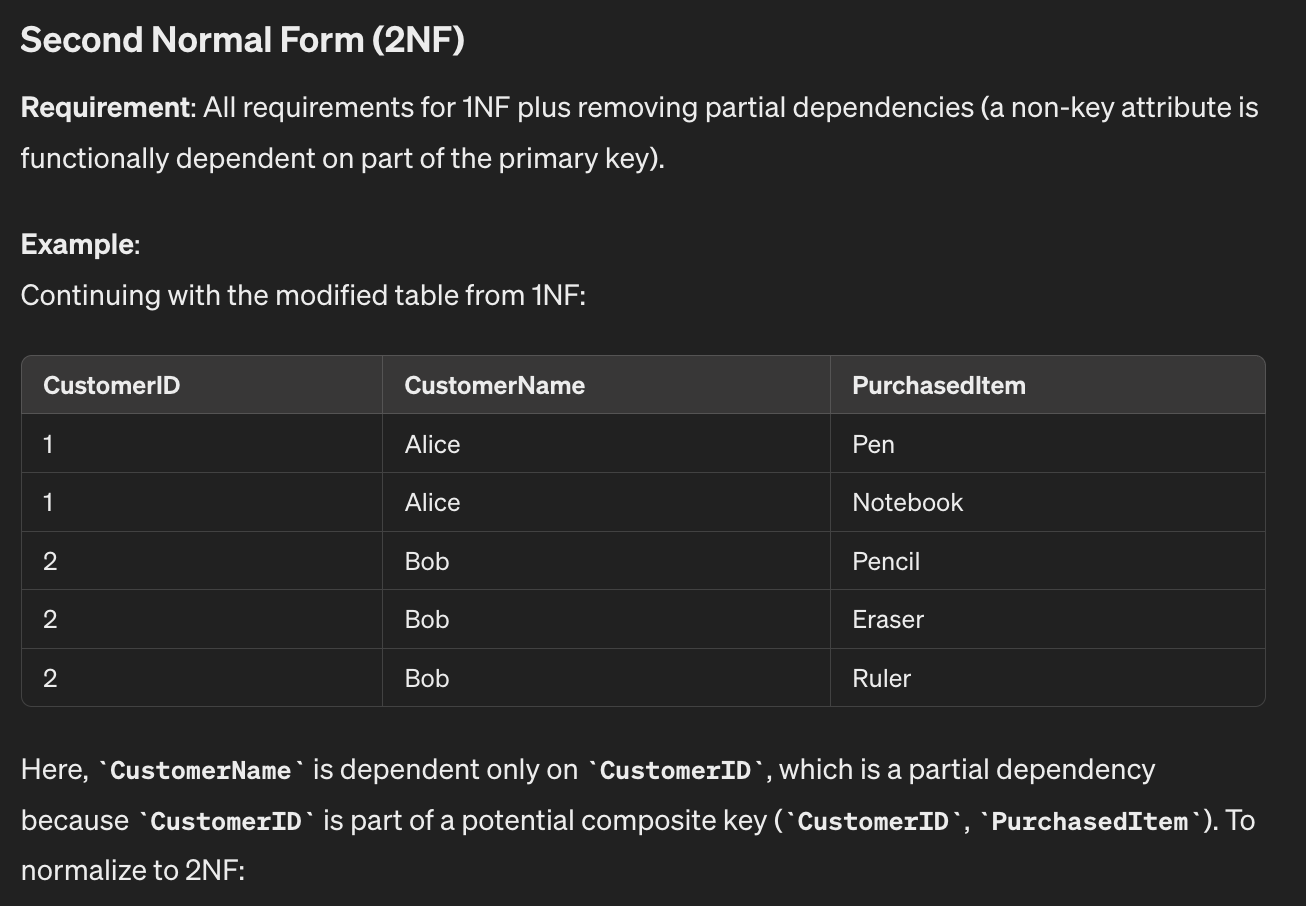 Second Normal Form (2NF)
Requirement: All requirements for 1NF plus removing partial dependencies (a non-key attribute is
functionally dependent on part of the primary key).
Example:
Continuing with the modified table from 1NF:
CustomerID CustomerName PurchasedItem
1 Alice Pen
1 Alice Notebook
2 Bob Pencil
2 Bob Eraser
2 Bob Ruler
Here, `CustomerName` is dependent only on `CustomerID`, which is a partial dependency
because `CustomerID` is part of a potential composite key (`CustomerID`, `PurchasedItem`). To
normalize to 2NF: